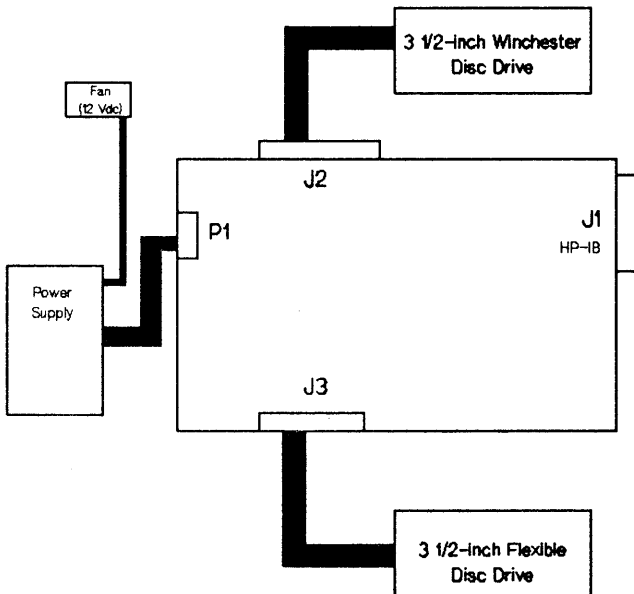 3 1/2-inch Winchester
Disc Drive
Fan
(12 Vdc)
J2
P1
J1
HP-IB
Power
Supply
J3
3 1/2-inch Flexible
Disc Drive